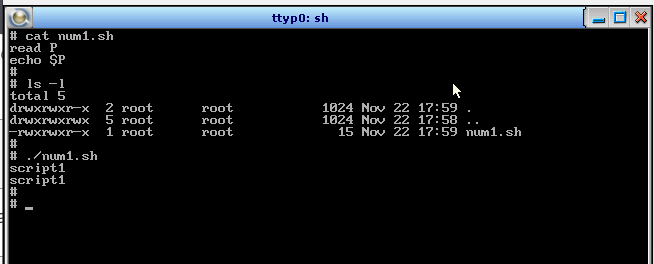 ttyp0: sh
# cat num1.sh
read P
echo $P
#
# ls -l
total 5
drwxrwxr-x  2 root      root           1024 Nov 22 17:59 .
drwxrwxrwx  5 root      root           1024 Nov 22 17:58 ..
-rwxrwxr-x  1 root      root             15 Nov 22 17:59 num1.sh
#
# ./num1.sh
script1
script1
#
# _